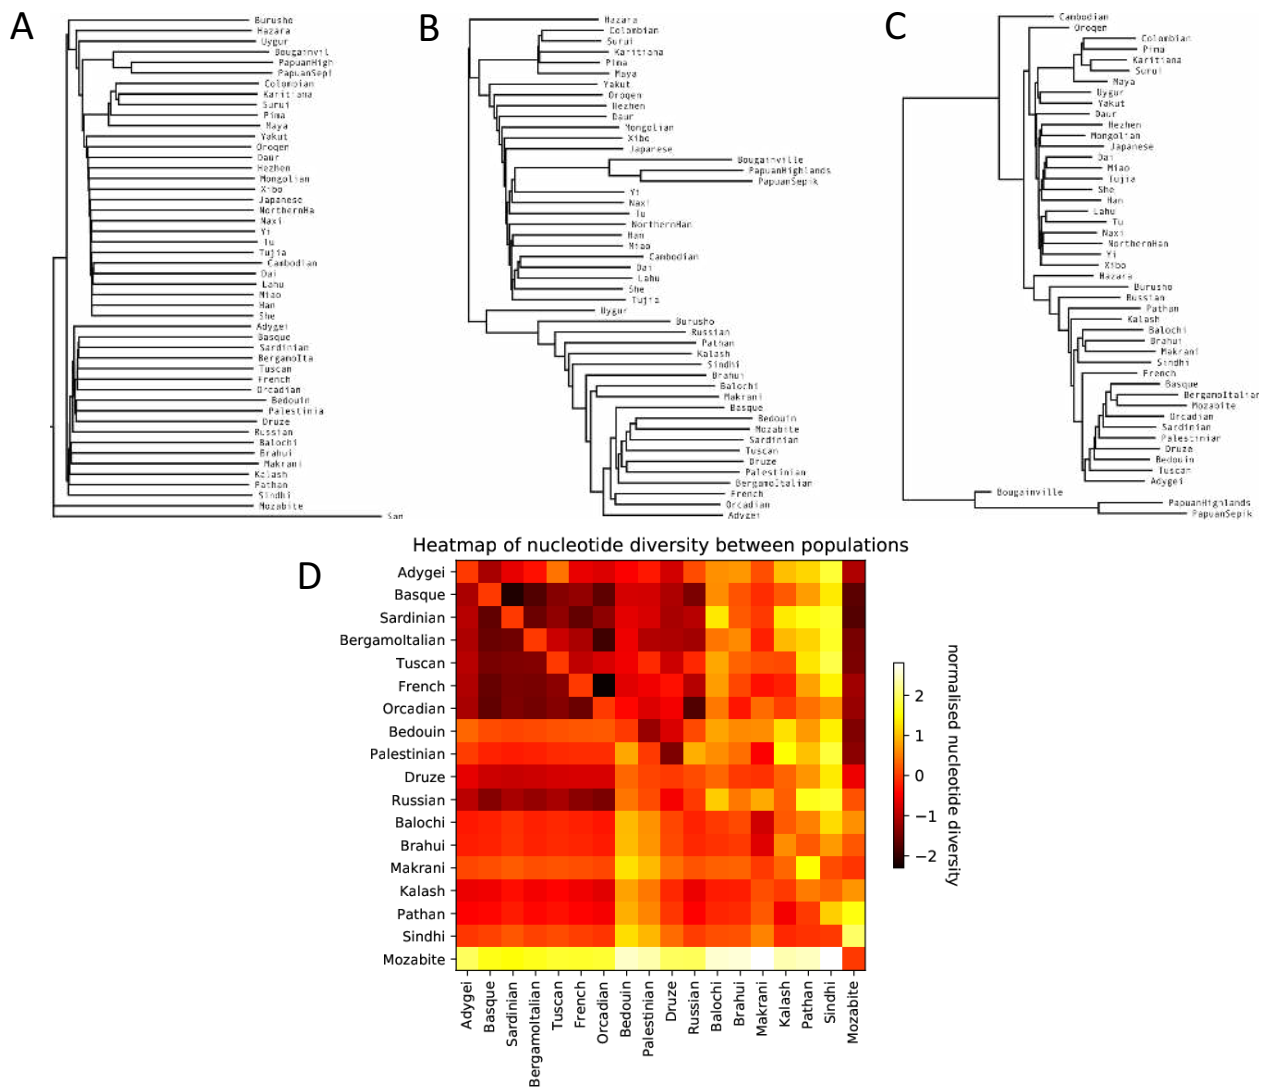 A
Burusho
Hazara
Uygur
Bougainvil
PapuanHigh
PapuanSepi
Colombian
Karitiana
Surui
Pima
Maya
Yakut
Oroqen
Daur
Hezhen
Mongolian
Xibo
Japanese
NorthernHa
Naxi
Yi
Tu
Tujia
Cambodian
Dai
Lahu
Miao
Han
She
Adygei
Basque
Sardinian
BergamoIta
Tuscan
French
Orcadian
Bedouin
Palestinia
Druze
Russian
Balochi
Brahui
Makrani
Kalash
Pathan
Sindhi
Mozabite
San
B
Hazara
Colombian
Surui
Karitiana
Pima
Maya
Yakut
Oroqen
Hezhen
Daur
Mongolian
Xibo
Japanese
Bougainville
PapuanHighlands
PapuanSepik
Yi
Naxi
Tu
NorthernHan
Han
Miao
Cambodian
Dai
Lahu
She
Tujia
Uygur
Burusho
Russian
Pathan
Kalash
Sindhi
Brahui
Balochi
Makrani
Basque
Bedouin
Mozabite
Sardinian
Tuscan
Druze
Palestinian
BergamoItalian
French
Orcadian
Adygei
C
Cambodian
Oroqen
Colombian
Pima
Karitiana
Surui
Maya
Uygur
Yakut
Daur
Hezhen
Mongolian
Japanese
Dai
Miao
Tujia
She
Han
Lahu
Tu
Naxi
NorthernHan
Yi
Xibo
Hazara
Burusho
Russian
Pathan
Kalash
Balochi
Brahui
Makrani
Sindhi
French
Basque
BergamoItalian
Mozabite
Orcadian
Sardinian
Palestinian
Druze
Bedouin
Tuscan
Adygei
Bougainville
PapuanHighlands
PapuanSepik
D
Heatmap of nucleotide diversity between populations
Adygei
Basque
Sardinian
BergamoItalian
Tuscan
French
Orcadian
Bedouin
Palestinian
Druze
Russian
Balochi
Brahui
Makrani
Kalash
Pathan
Sindhi
Mozabite
Adygei
Basque
Sardinian
BergamoItalian
Tuscan
French
Orcadian
Bedouin
Palestinian
Druze
Russian
Balochi
Brahui
Makrani
Kalash
Pathan
Sindhi
Mozabite
2
1
0
−1
−2
normalised nucleotide diversity